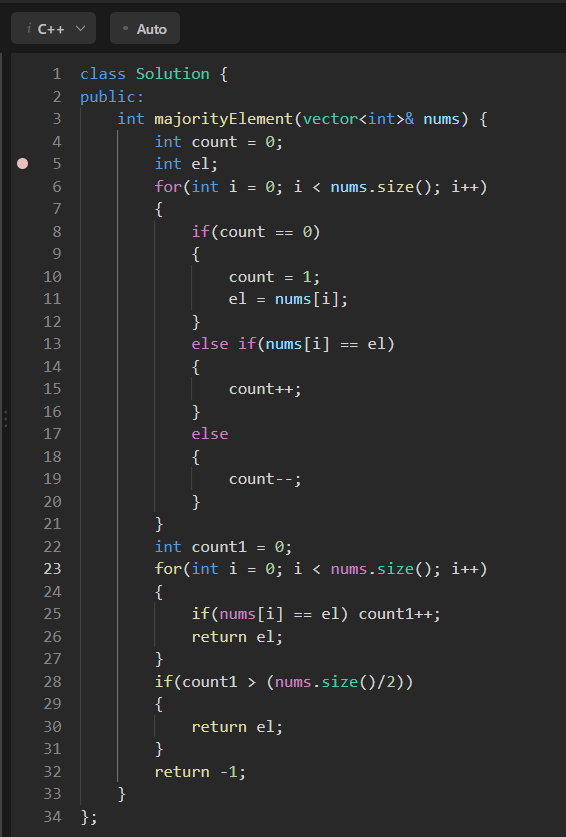 i C++ Auto
1 class Solution {
2 public:
3     int majorityElement(vector<int>& nums) {
4         int count = 0;
5         int el;
6         for(int i = 0; i < nums.size(); i++)
7         {
8             if(count == 0)
9             {
10                 count = 1;
11                 el = nums[i];
12             }
13             else if(nums[i] == el)
14             {
15                 count++;
16             }
17             else
18             {
19                 count--;
20             }
21         }
22         int count1 = 0;
23         for(int i = 0; i < nums.size(); i++)
24         {
25             if(nums[i] == el) count1++;
26             return el;
27         }
28         if(count1 > (nums.size()/2))
29         {
30             return el;
31         }
32         return -1;
33     }
34 };